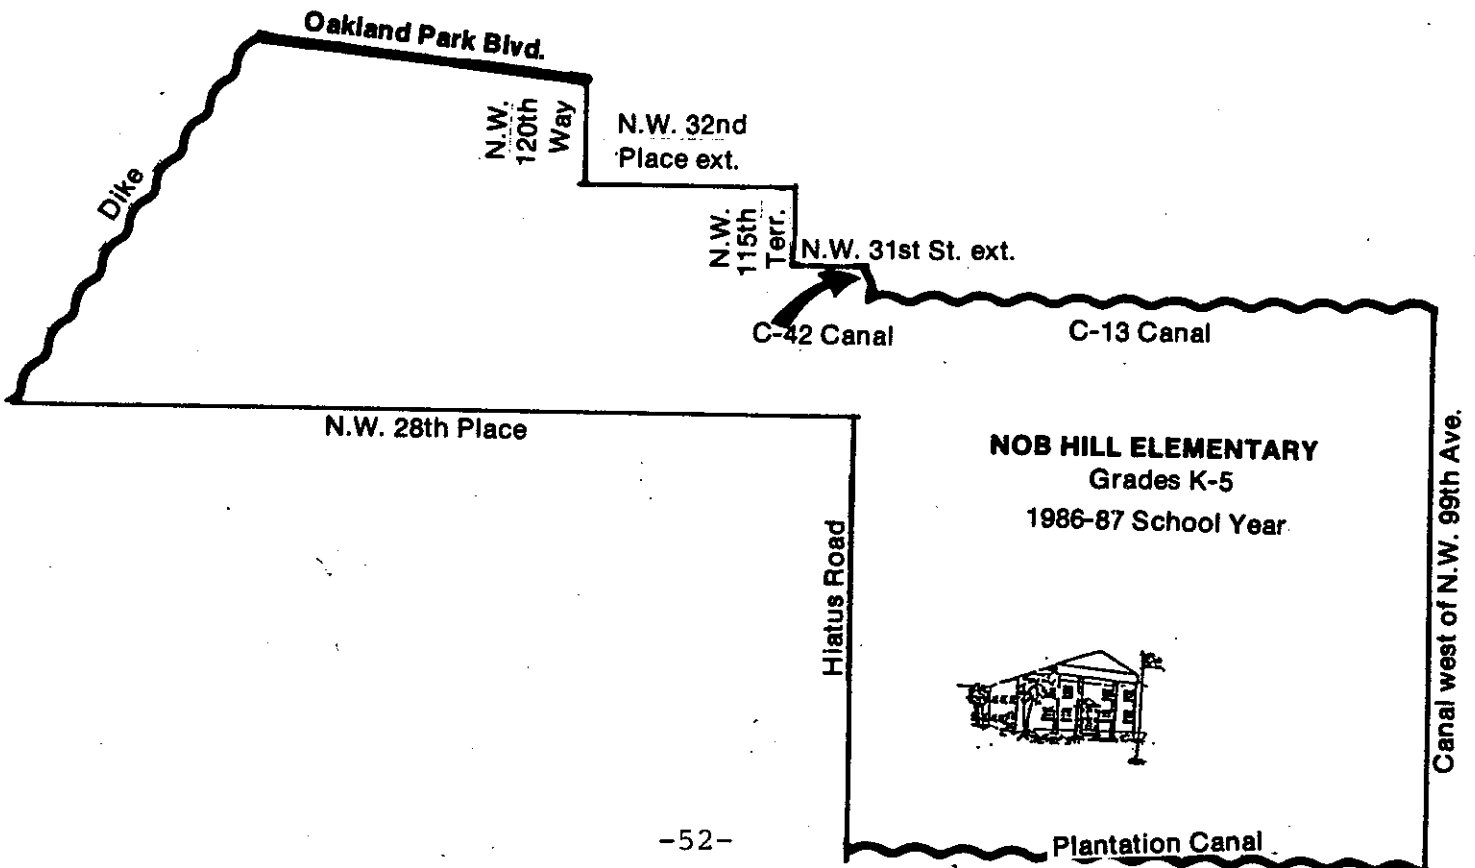 Oakland Park Blvd.
N.W.
120th
Way
N.W. 32nd
Place ext.
Dike
N.W.
115th
Terr.
N.W. 31st St. ext.
C-42 Canal
C-13 Canal
N.W. 28th Place
NOB HILL ELEMENTARY
Grades K-5
1986-87 School Year
Hiatus Road
Canal west of N.W. 99th Ave.
Plantation Canal
-52-